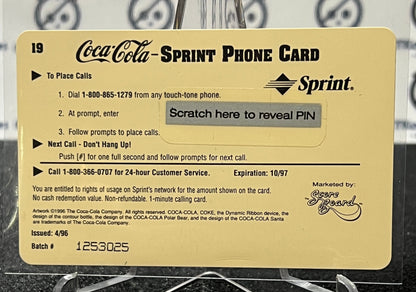 19
Coca-Cola - SPRINT PHONE CARD
To Place Calls
Sprint.
1. Dial 1-800-865-1279 from any touch-tone phone.
2. At prompt, enter
Scratch here to reveal PIN
3. Follow prompts to place calls.
Next Call - Don't Hang Up!
Push [#] for one full second and follow prompts for next call.
Call 1-800-366-0707 for 24-hour Customer Service. Expiration: 10/97
You are entitled to rights of usage on Sprint's network for the amount shown on the card.
No cash redemption value. Non-refundable. 1-minute calling card.
Marketed by:
Score Board
Artwork ©1996 The Coca-Cola Company. All rights reserved. COCA-COLA, COKE, the Dynamic Ribbon device, the
design of the contour bottle, the design of the COCA-COLA Polar Bear, and the design of the COCA-COLA Santa
are trademarks of The Coca-Cola Company.
Issued: 4/96
Batch # 1253025